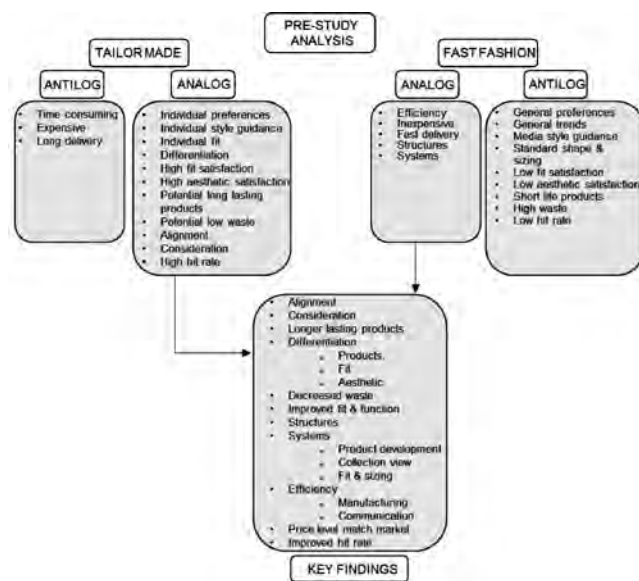 PRE-STUDY
ANALYSIS
TAILOR MADE
ANTILOG
Time consuming
Expensive
Long delivery
ANALOG
Individual preferences
Individual style guidance
Individual fit
Differentiation
High fit satisfaction
High aesthetic satisfaction
Potential long lasting
products
Potential low waste
Alignment
Consideration
High hit rate
FAST FASHION
ANALOG
Efficiency
Inexpensive
Fast delivery
Structures
Systems
ANTILOG
General preferences
General trends
Media style guidance
Standard shape &
sizing
Low fit satisfaction
Low aesthetic satisfaction
Short life products
High waste
Low hit rate
Alignment
Consideration
Longer lasting products
Differentiation
Products
Fit
Aesthetic
Decreased waste
Improved fit & function
Structures
Systems
Product development
Collection view
Fit & sizing
Efficiency
Manufacturing
Communication
Price level match market
Improved hit rate
KEY FINDINGS